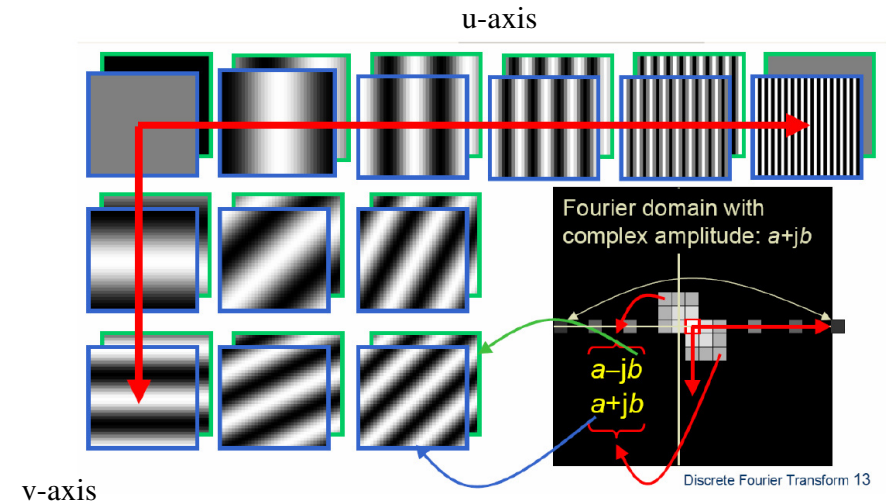 u-axis
Fourier domain with
complex amplitude: a+jb
a–jb
a+jb
Discrete Fourier Transform 13
v-axis